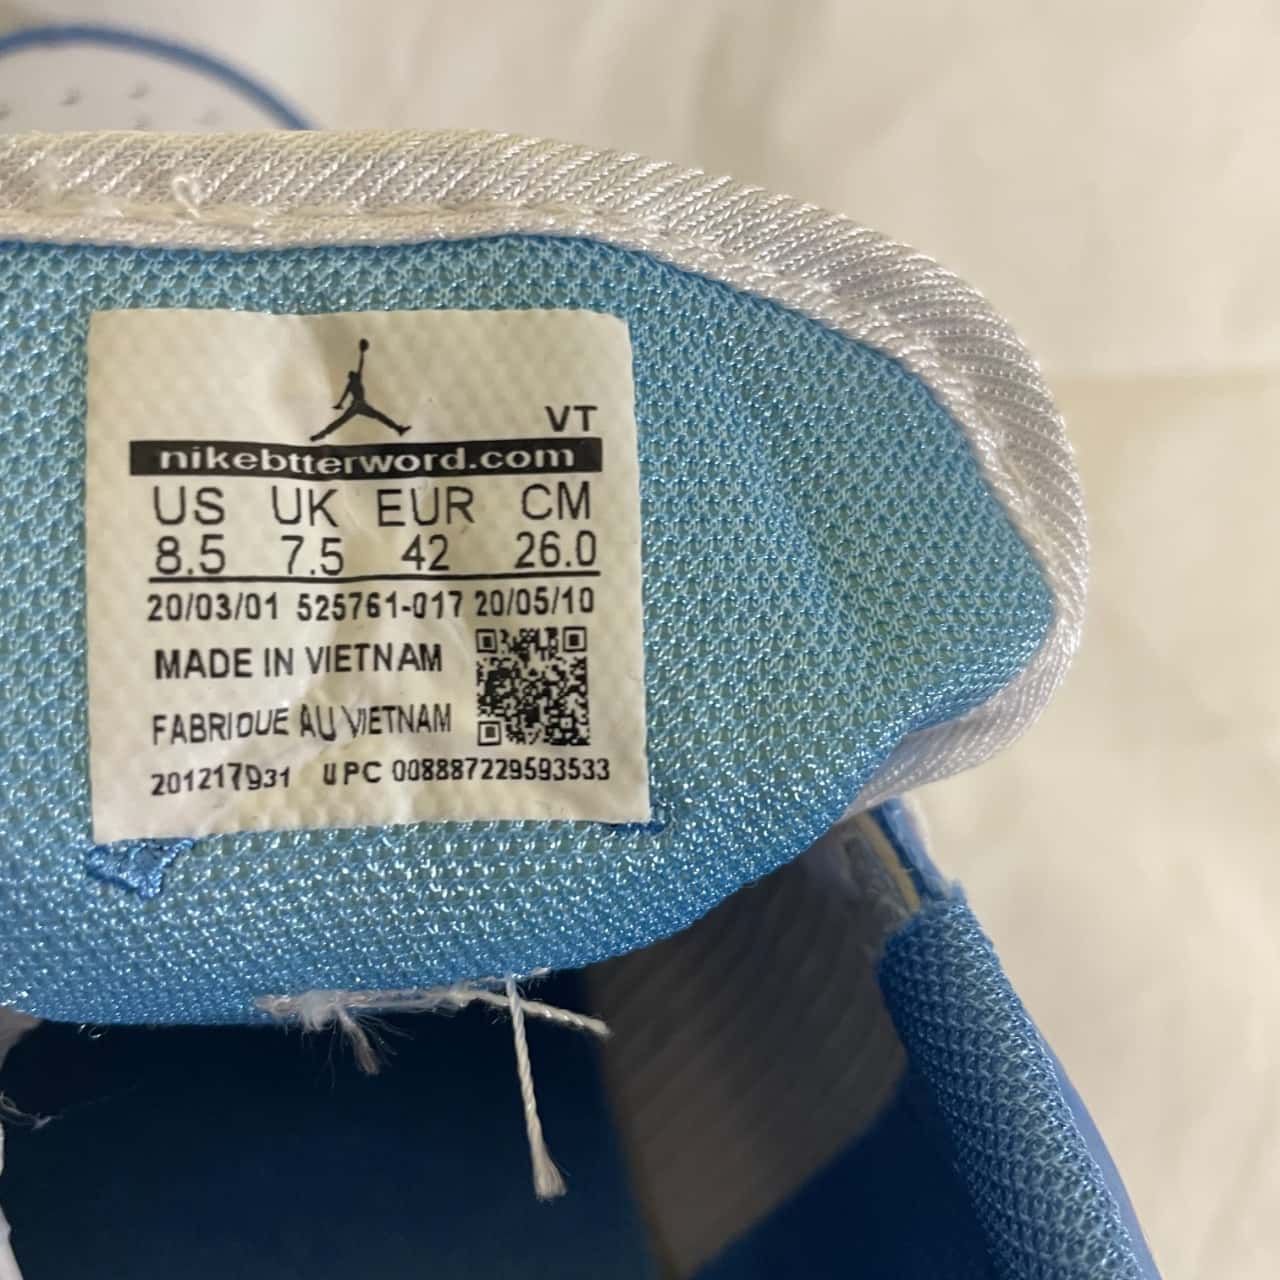 VT
nikebtterword.com
US UK EUR CM
8.5 7.5 42 26.0
20/03/01 525761-017 20/05/10
MADE IN VIETNAM
FABRIQUE AU VIETNAM
201217931 UPC 008887229593533